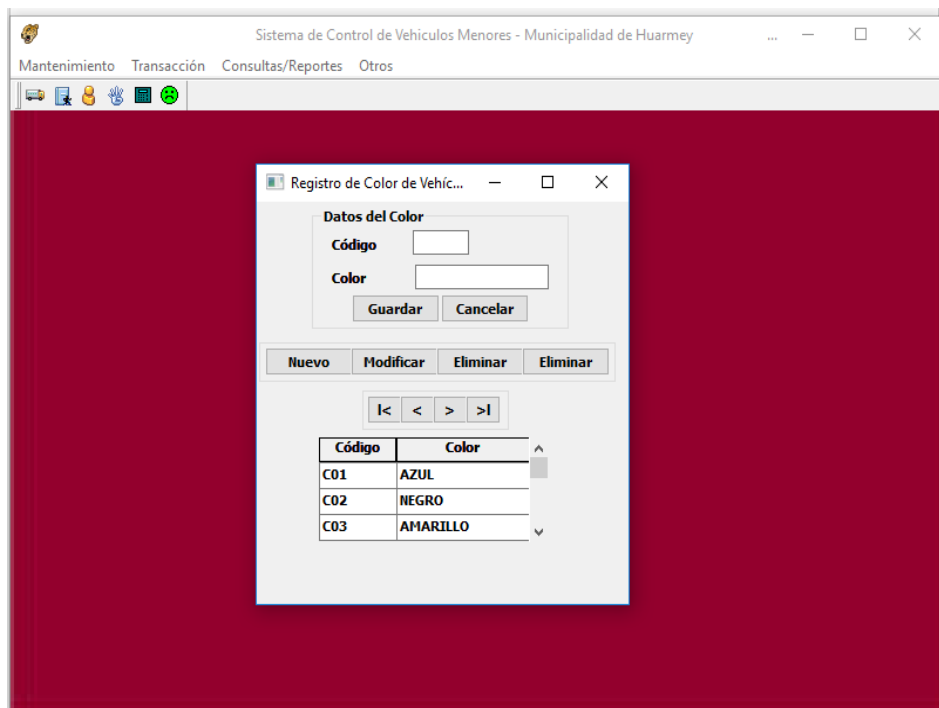 Sistema de Control de Vehiculos Menores - Municipalidad de Huarmey ...
Mantenimiento Transacción Consultas/Reportes Otros
Registro de Color de Vehíc...
Datos del Color
Código
Color
Guardar Cancelar
Nuevo Modificar Eliminar Eliminar
I< < > >I
Código Color
C01 AZUL
C02 NEGRO
C03 AMARILLO